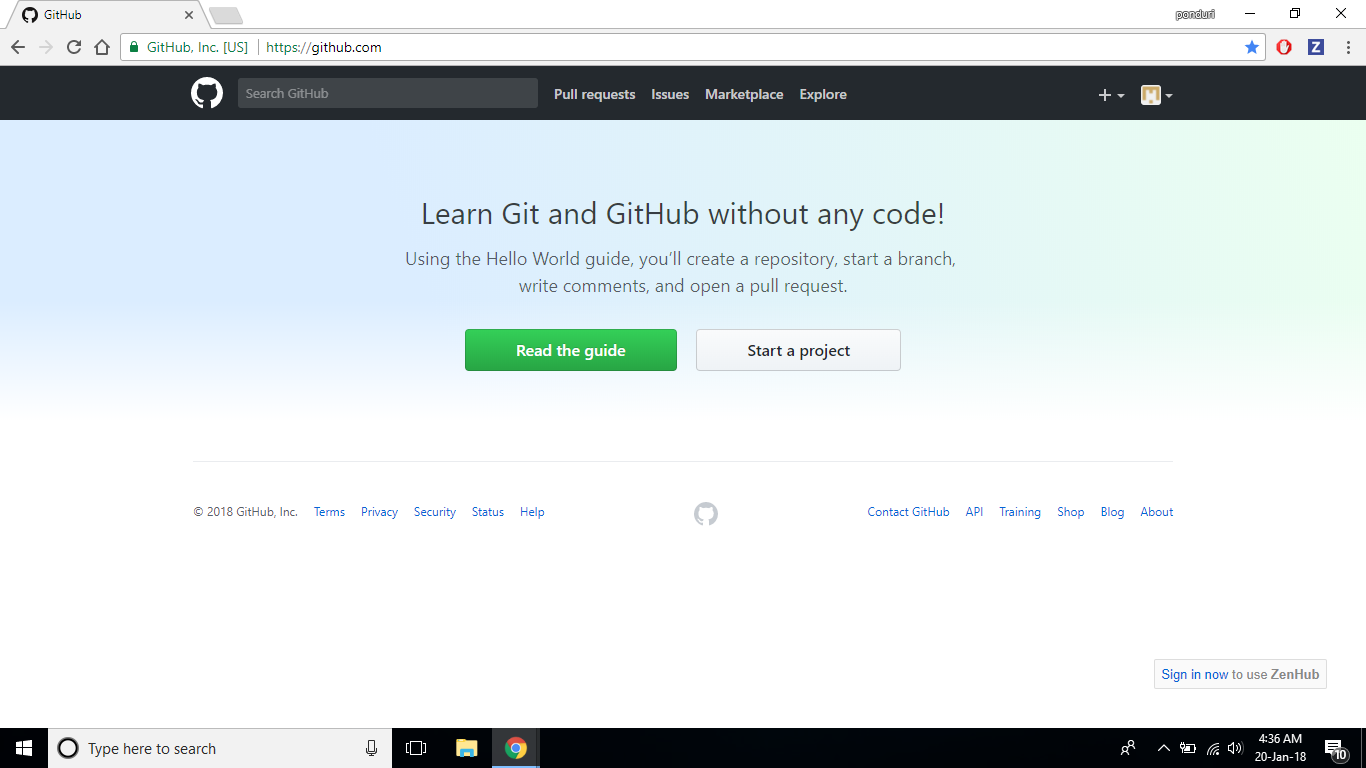 GitHub
ponduri
GitHub, Inc. [US]
https://github.com
Z
Search GitHub
Pull requests
Issues
Marketplace
Explore
Learn Git and GitHub without any code!
Using the Hello World guide, you’ll create a repository, start a branch,
write comments, and open a pull request.
Read the guide
Start a project
© 2018 GitHub, Inc.
Terms
Privacy
Security
Status
Help
Contact GitHub
API
Training
Shop
Blog
About
Sign in now to use ZenHub
Type here to search
4:36 AM
20-Jan-18
10